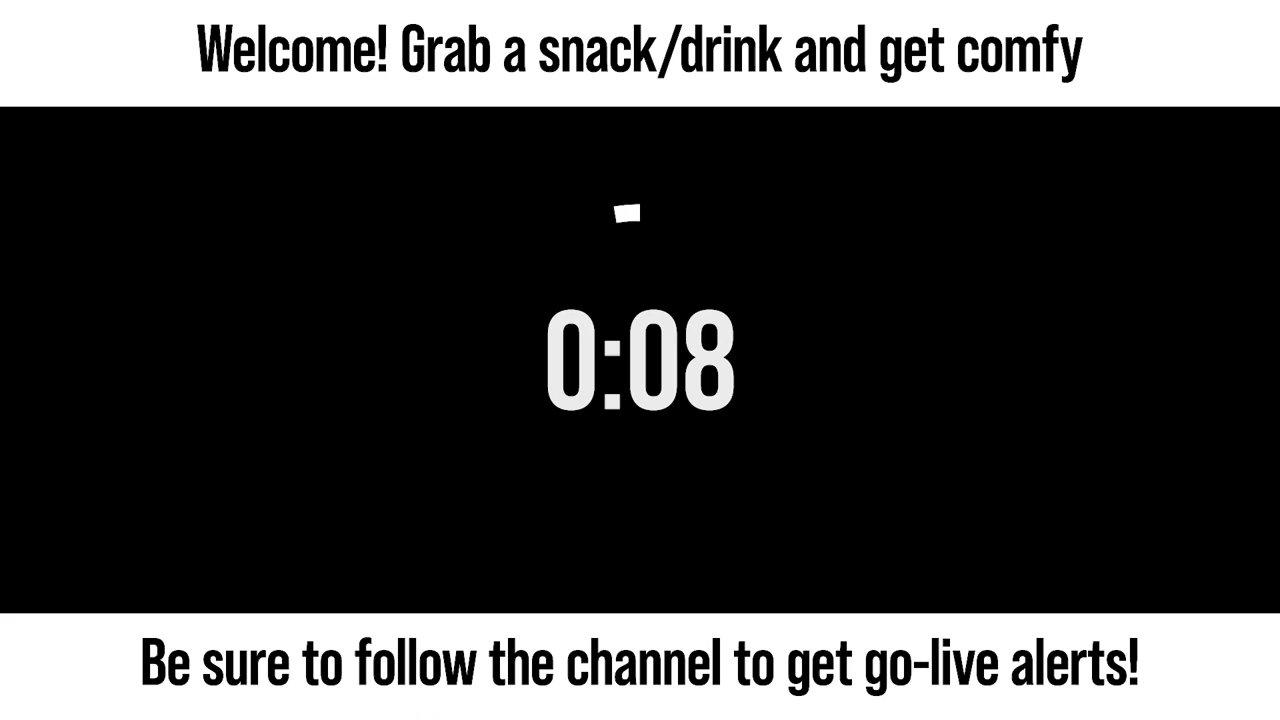 Welcome! Grab a snack/drink and get comfy
0:08
Be sure to follow the channel to get go-live alerts!